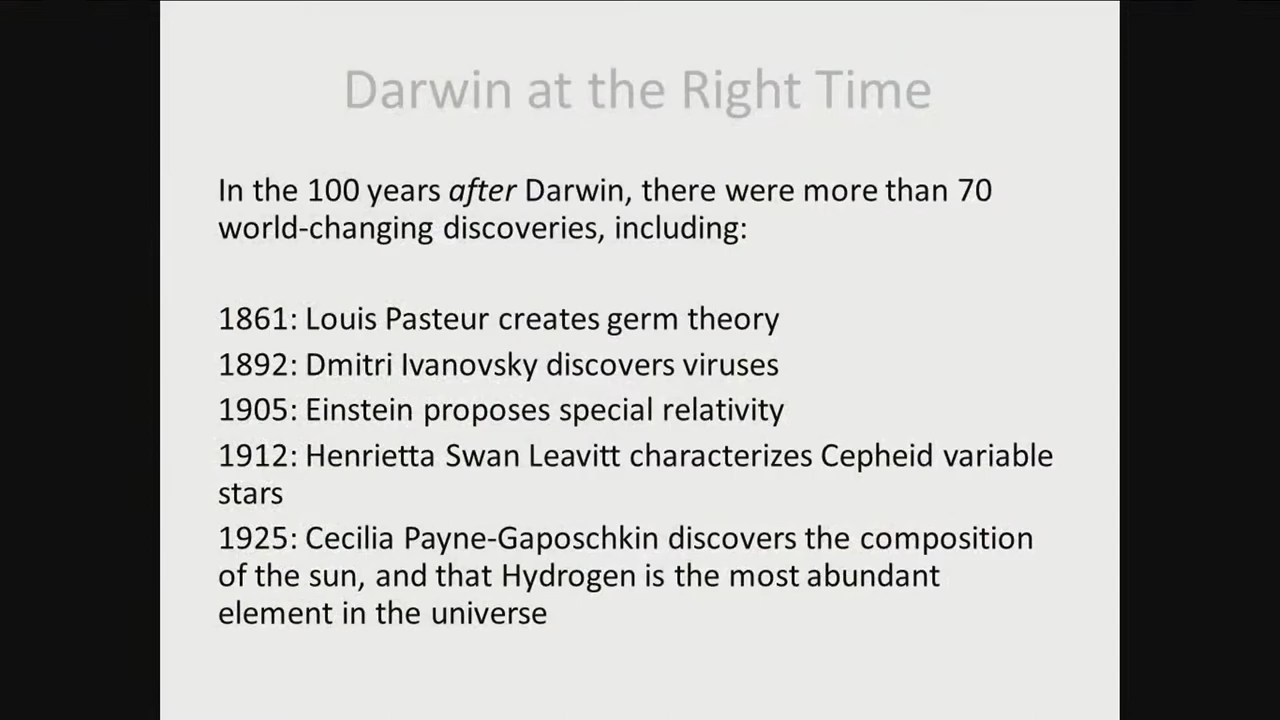 Darwin at the Right Time
In the 100 years after Darwin, there were more than 70
world-changing discoveries, including:
1861: Louis Pasteur creates germ theory
1892: Dmitri Ivanovsky discovers viruses
1905: Einstein proposes special relativity
1912: Henrietta Swan Leavitt characterizes Cepheid variable
stars
1925: Cecilia Payne-Gaposchkin discovers the composition
of the sun, and that Hydrogen is the most abundant
element in the universe